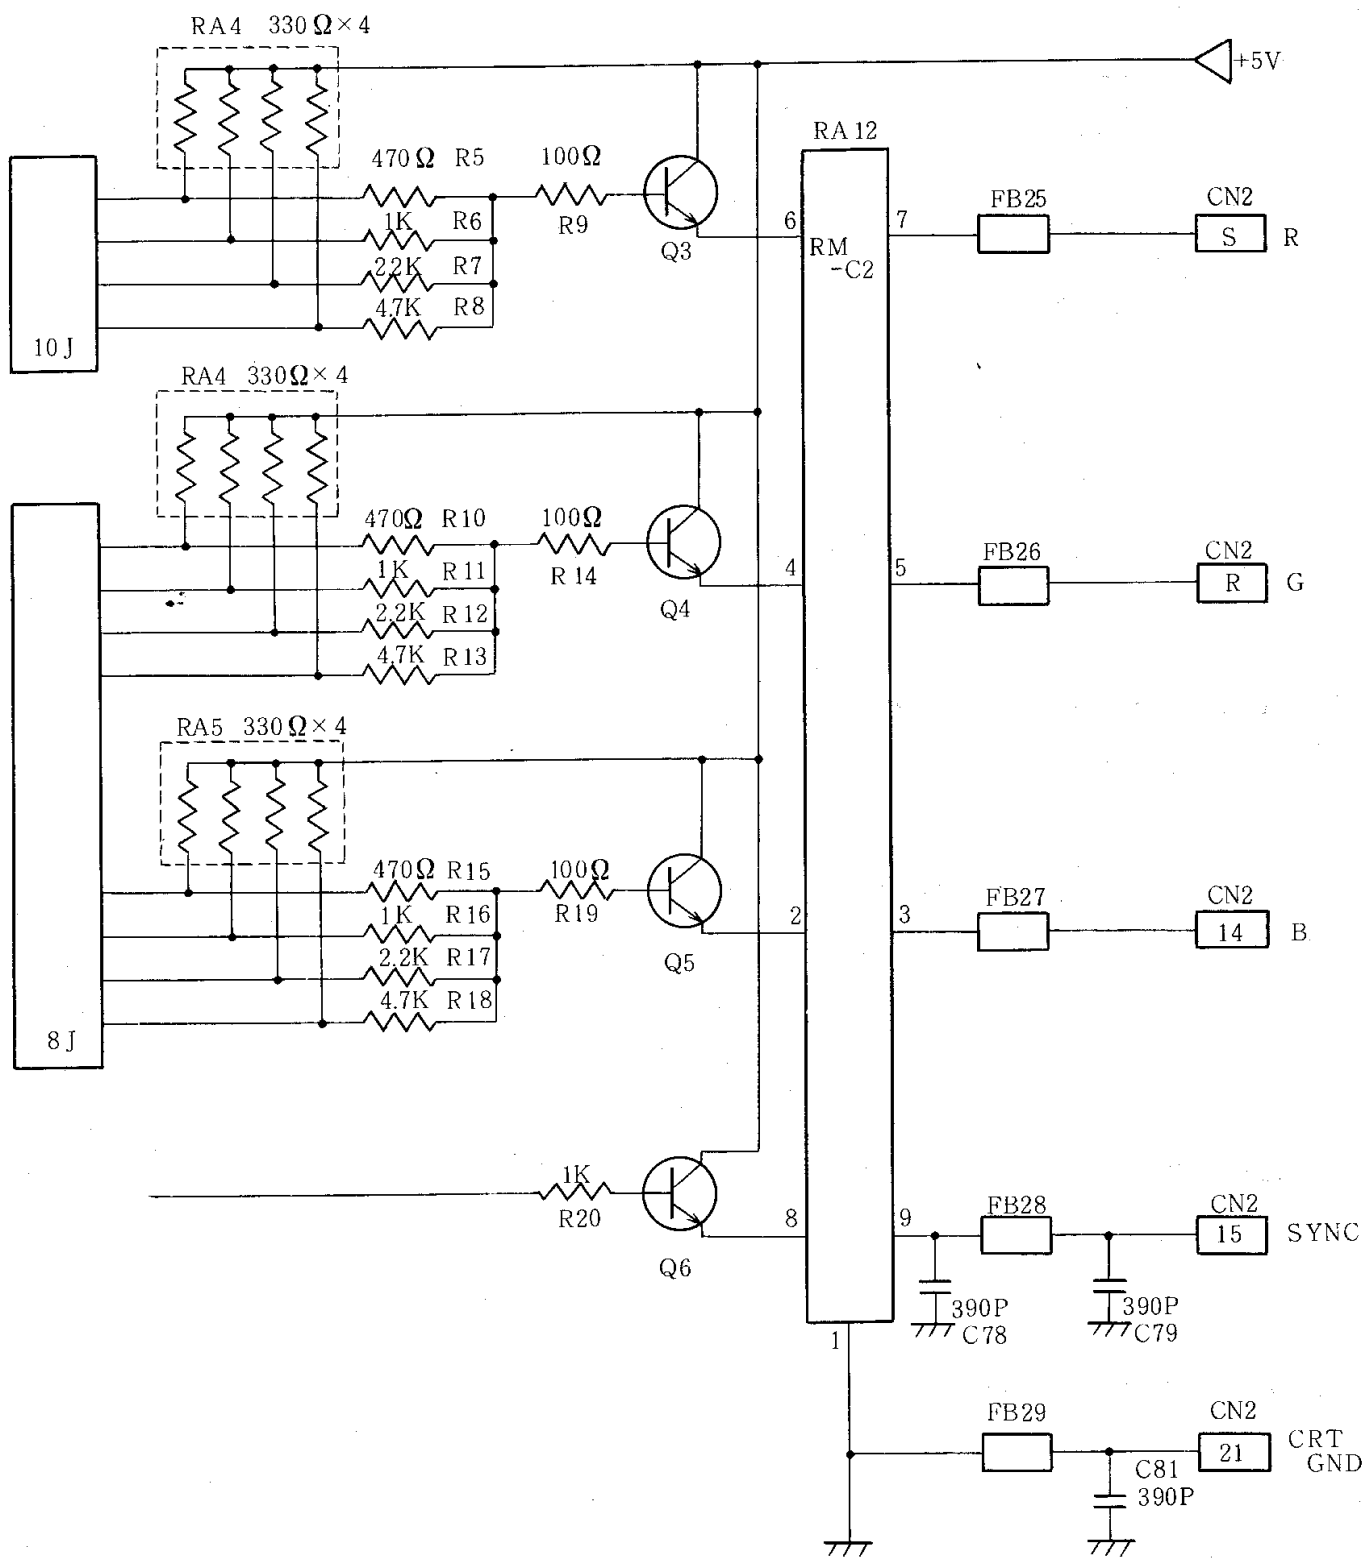 RA4 330Ω×4
+5V
RA12
470Ω R5 100Ω
FB25 CN2
1K R6 R9
6 7
S R
Q3 RM
-C2
22K R7
4.7K R8
10J
RA4 330Ω×4
470Ω R10 100Ω
FB26 CN2
1K R11 R14
4 5
R G
2.2K R12 Q4
4.7K R13
RA5 330Ω×4
470Ω R15 100Ω
FB27 CN2
1K R16 R19
2 3
14 B
2.2K R17 Q5
4.7K R18
8J
1K
R20
FB28 CN2
8 9
15 SYNC
Q6
390P
C78
390P
C79
1
FB29 CN2
21 CRT
GND
C81
390P